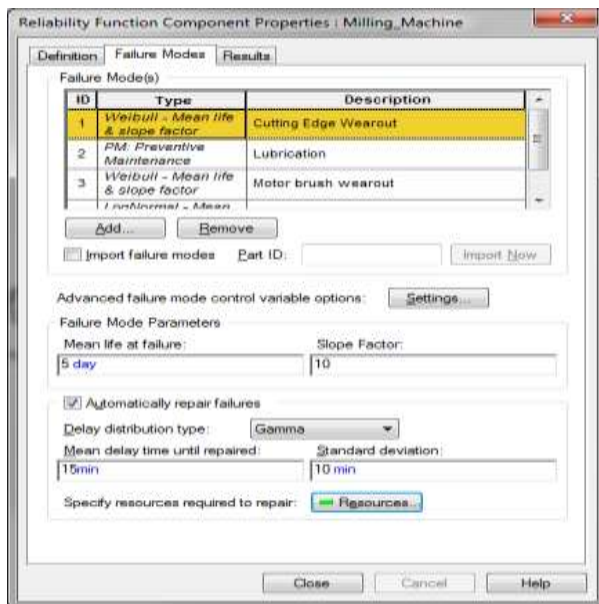 Reliability Function Component Properties : Milling_Machine
Definition Failure Modes Results
Failure Mode(s)
ID Type Description
1 Weibull - Mean life & slope factor Cutting Edge Wearout
2 PM: Preventive Maintenance Lubrication
3 Weibull - Mean life & slope factor Motor brush wearout
LogNormal - Mean
Add... Remove
Import failure modes Part ID: Import Now
Advanced failure mode control variable options: Settings...
Failure Mode Parameters
Mean life at failure: Slope Factor:
5 day 10
Automatically repair failures
Delay distribution type: Gamma
Mean delay time until repaired: Standard deviation:
15min 10 min
Specify resources required to repair: Resources...
Close Cancel Help